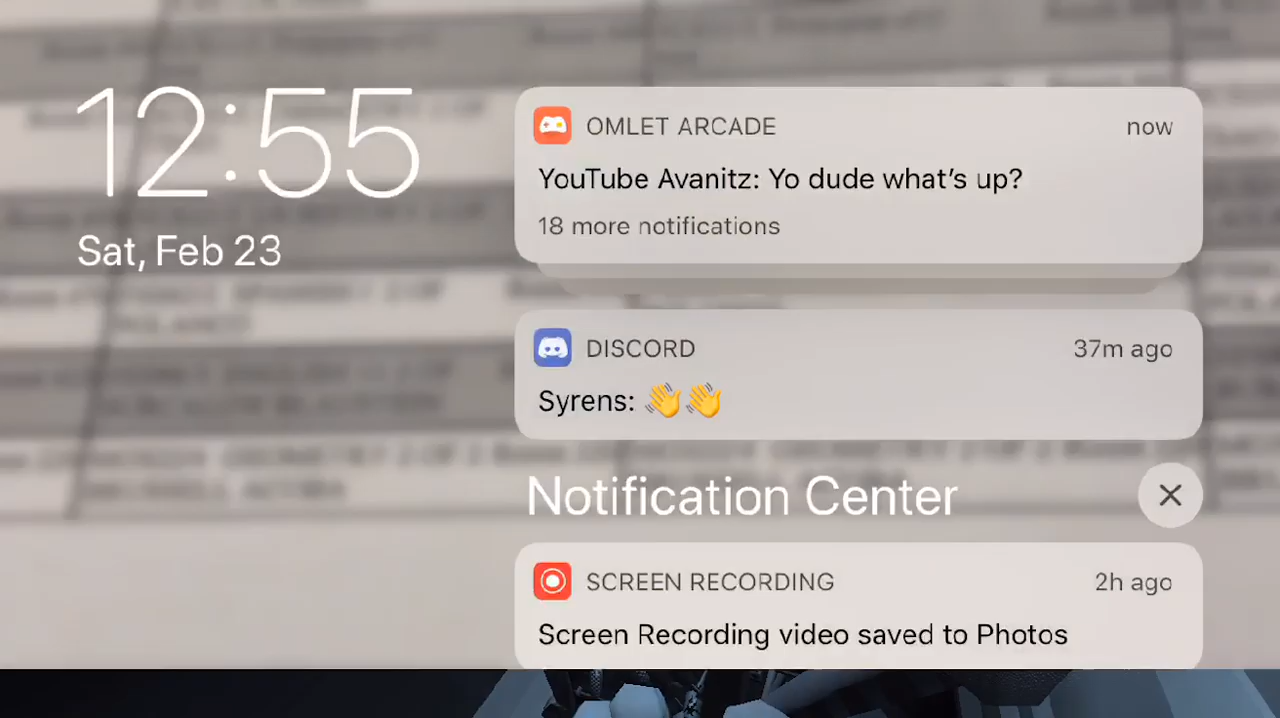 12:55
Sat, Feb 23
OMLET ARCADE
now
YouTube Avanitz: Yo dude what's up?
18 more notifications
DISCORD
37m ago
Syrens: 👋👋
Notification Center
SCREEN RECORDING
2h ago
Screen Recording video saved to Photos